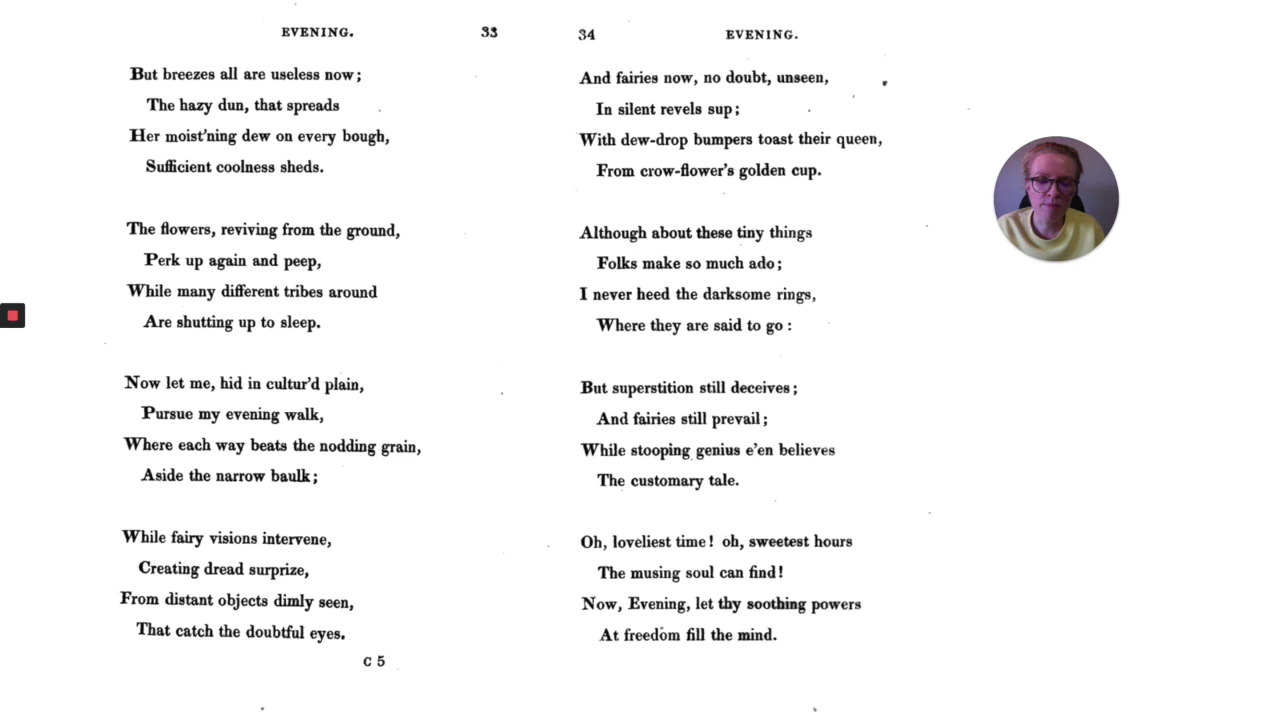 EVENING. 33
But breezes all are useless now;
The hazy dun, that spreads
Her moist'ning dew on every bough,
Sufficient coolness sheds.
The flowers, reviving from the ground,
Perk up again and peep,
While many different tribes around
Are shutting up to sleep.
Now let me, hid in cultur'd plain,
Pursue my evening walk,
Where each way beats the nodding grain,
Aside the narrow baulk;
While fairy visions intervene,
Creating dread surprize,
From distant objects dimly seen,
That catch the doubtful eyes.
C 5
34 EVENING.
And fairies now, no doubt, unseen,
In silent revels sup;
With dew-drop bumpers toast their queen,
From crow-flower's golden cup.
Although about these tiny things
Folks make so much ado;
I never heed the darksome rings,
Where they are said to go :
But superstition still deceives;
And fairies still prevail;
While stooping genius e'en believes
The customary tale.
Oh, loveliest time! oh, sweetest hours
The musing soul can find!
Now, Evening, let thy soothing powers
At freedom fill the mind.